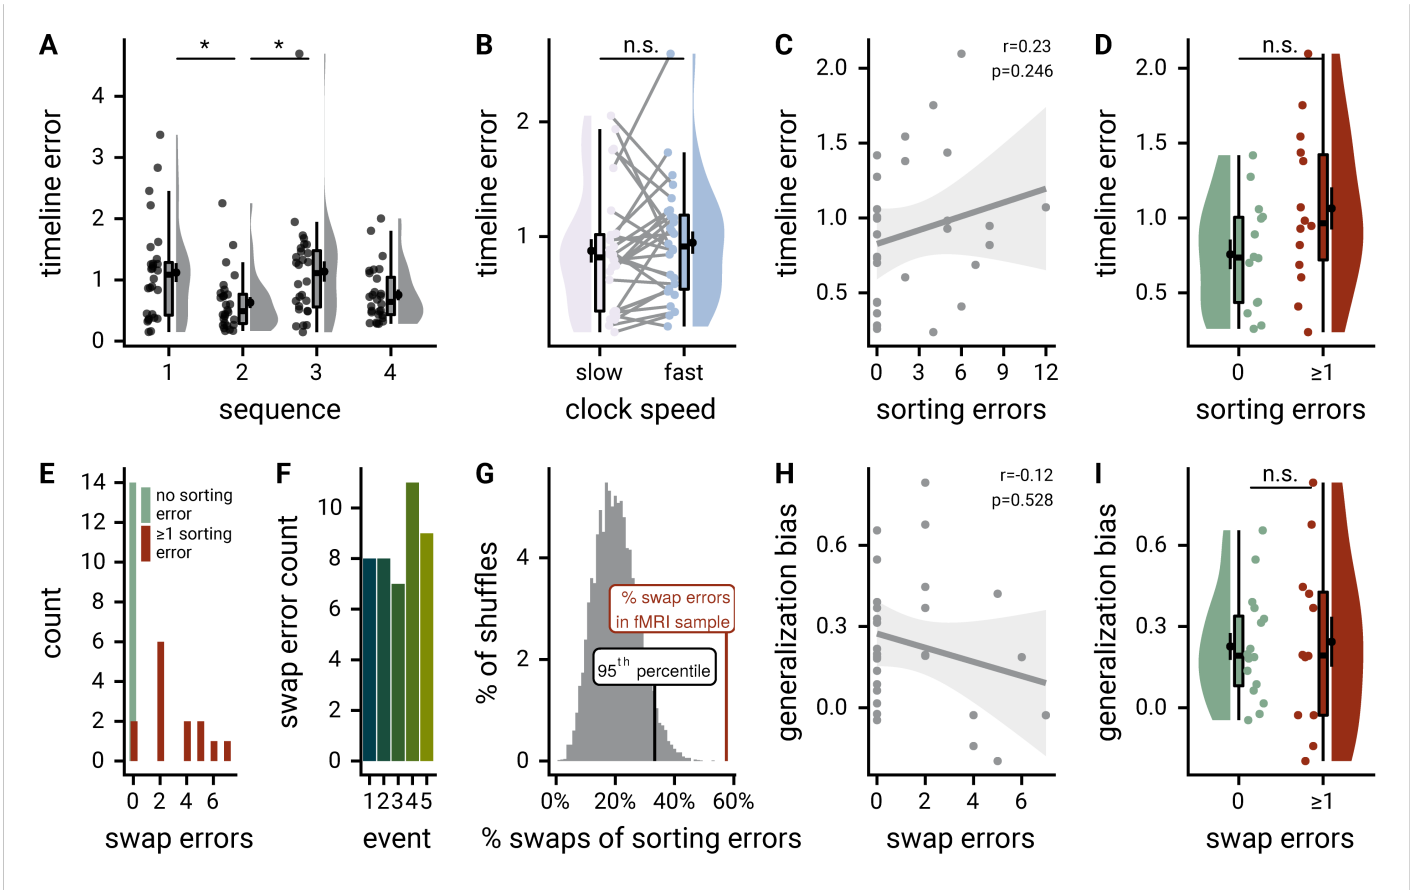 A
timeline error
4
3
2
1
0
*
*
1
2
3
4
sequence
B
timeline error
2
1
n.s.
slow
fast
clock speed
C
timeline error
2.0
1.5
1.0
0.5
r=0.23
p=0.246
0
3
6
9
12
sorting errors
D
timeline error
2.0
1.5
1.0
0.5
n.s.
0
≥1
sorting errors
E
count
14
12
10
8
6
4
2
0
no sorting
error
≥1 sorting
error
0
2
4
6
swap errors
F
swap error count
10
8
6
4
2
0
1
2
3
4
5
event
G
% of shuffles
4
2
0
% swap errors
in fMRI sample
95th percentile
0%
20%
40%
60%
% swaps of sorting errors
H
generalization bias
0.6
0.3
0.0
r=-0.12
p=0.528
0
2
4
6
swap errors
I
generalization bias
0.6
0.3
0.0
n.s.
0
≥1
swap errors